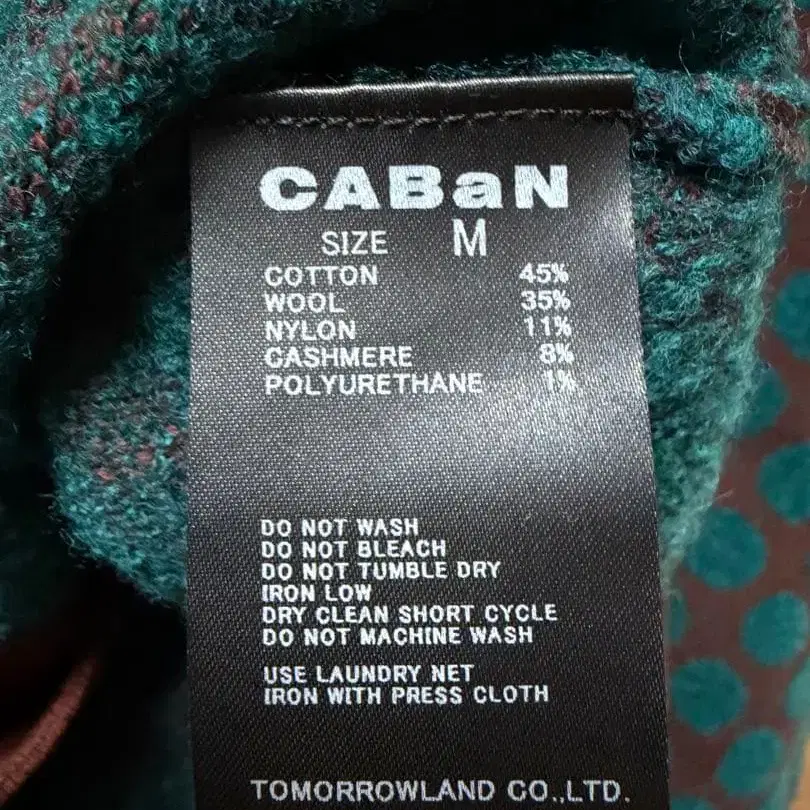 CABaN
SIZE M
COTTON 45%
WOOL 35%
NYLON 11%
CASHMERE 8%
POLYURETHANE 1%
DO NOT WASH
DO NOT BLEACH
DO NOT TUMBLE DRY
IRON LOW
DRY CLEAN SHORT CYCLE
DO NOT MACHINE WASH
USE LAUNDRY NET
IRON WITH PRESS CLOTH
TOMORROWLAND CO.,LTD.